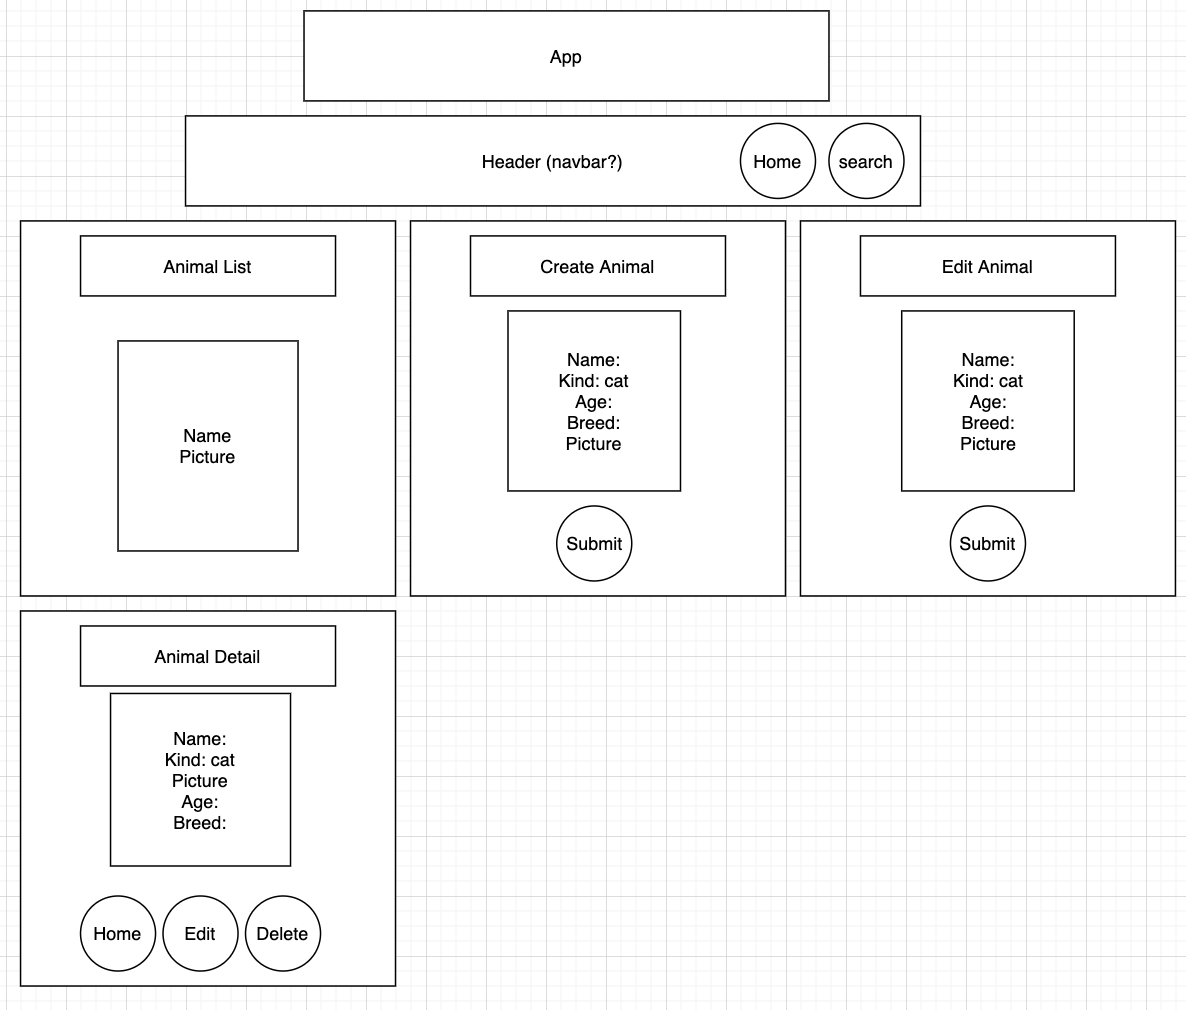 App
Header (navbar?)
Home
search
Animal List
Name
Picture
Create Animal
Name:
Kind: cat
Age:
Breed:
Picture
Submit
Edit Animal
Name:
Kind: cat
Age:
Breed:
Picture
Submit
Animal Detail
Name:
Kind: cat
Picture
Age:
Breed:
Home
Edit
Delete